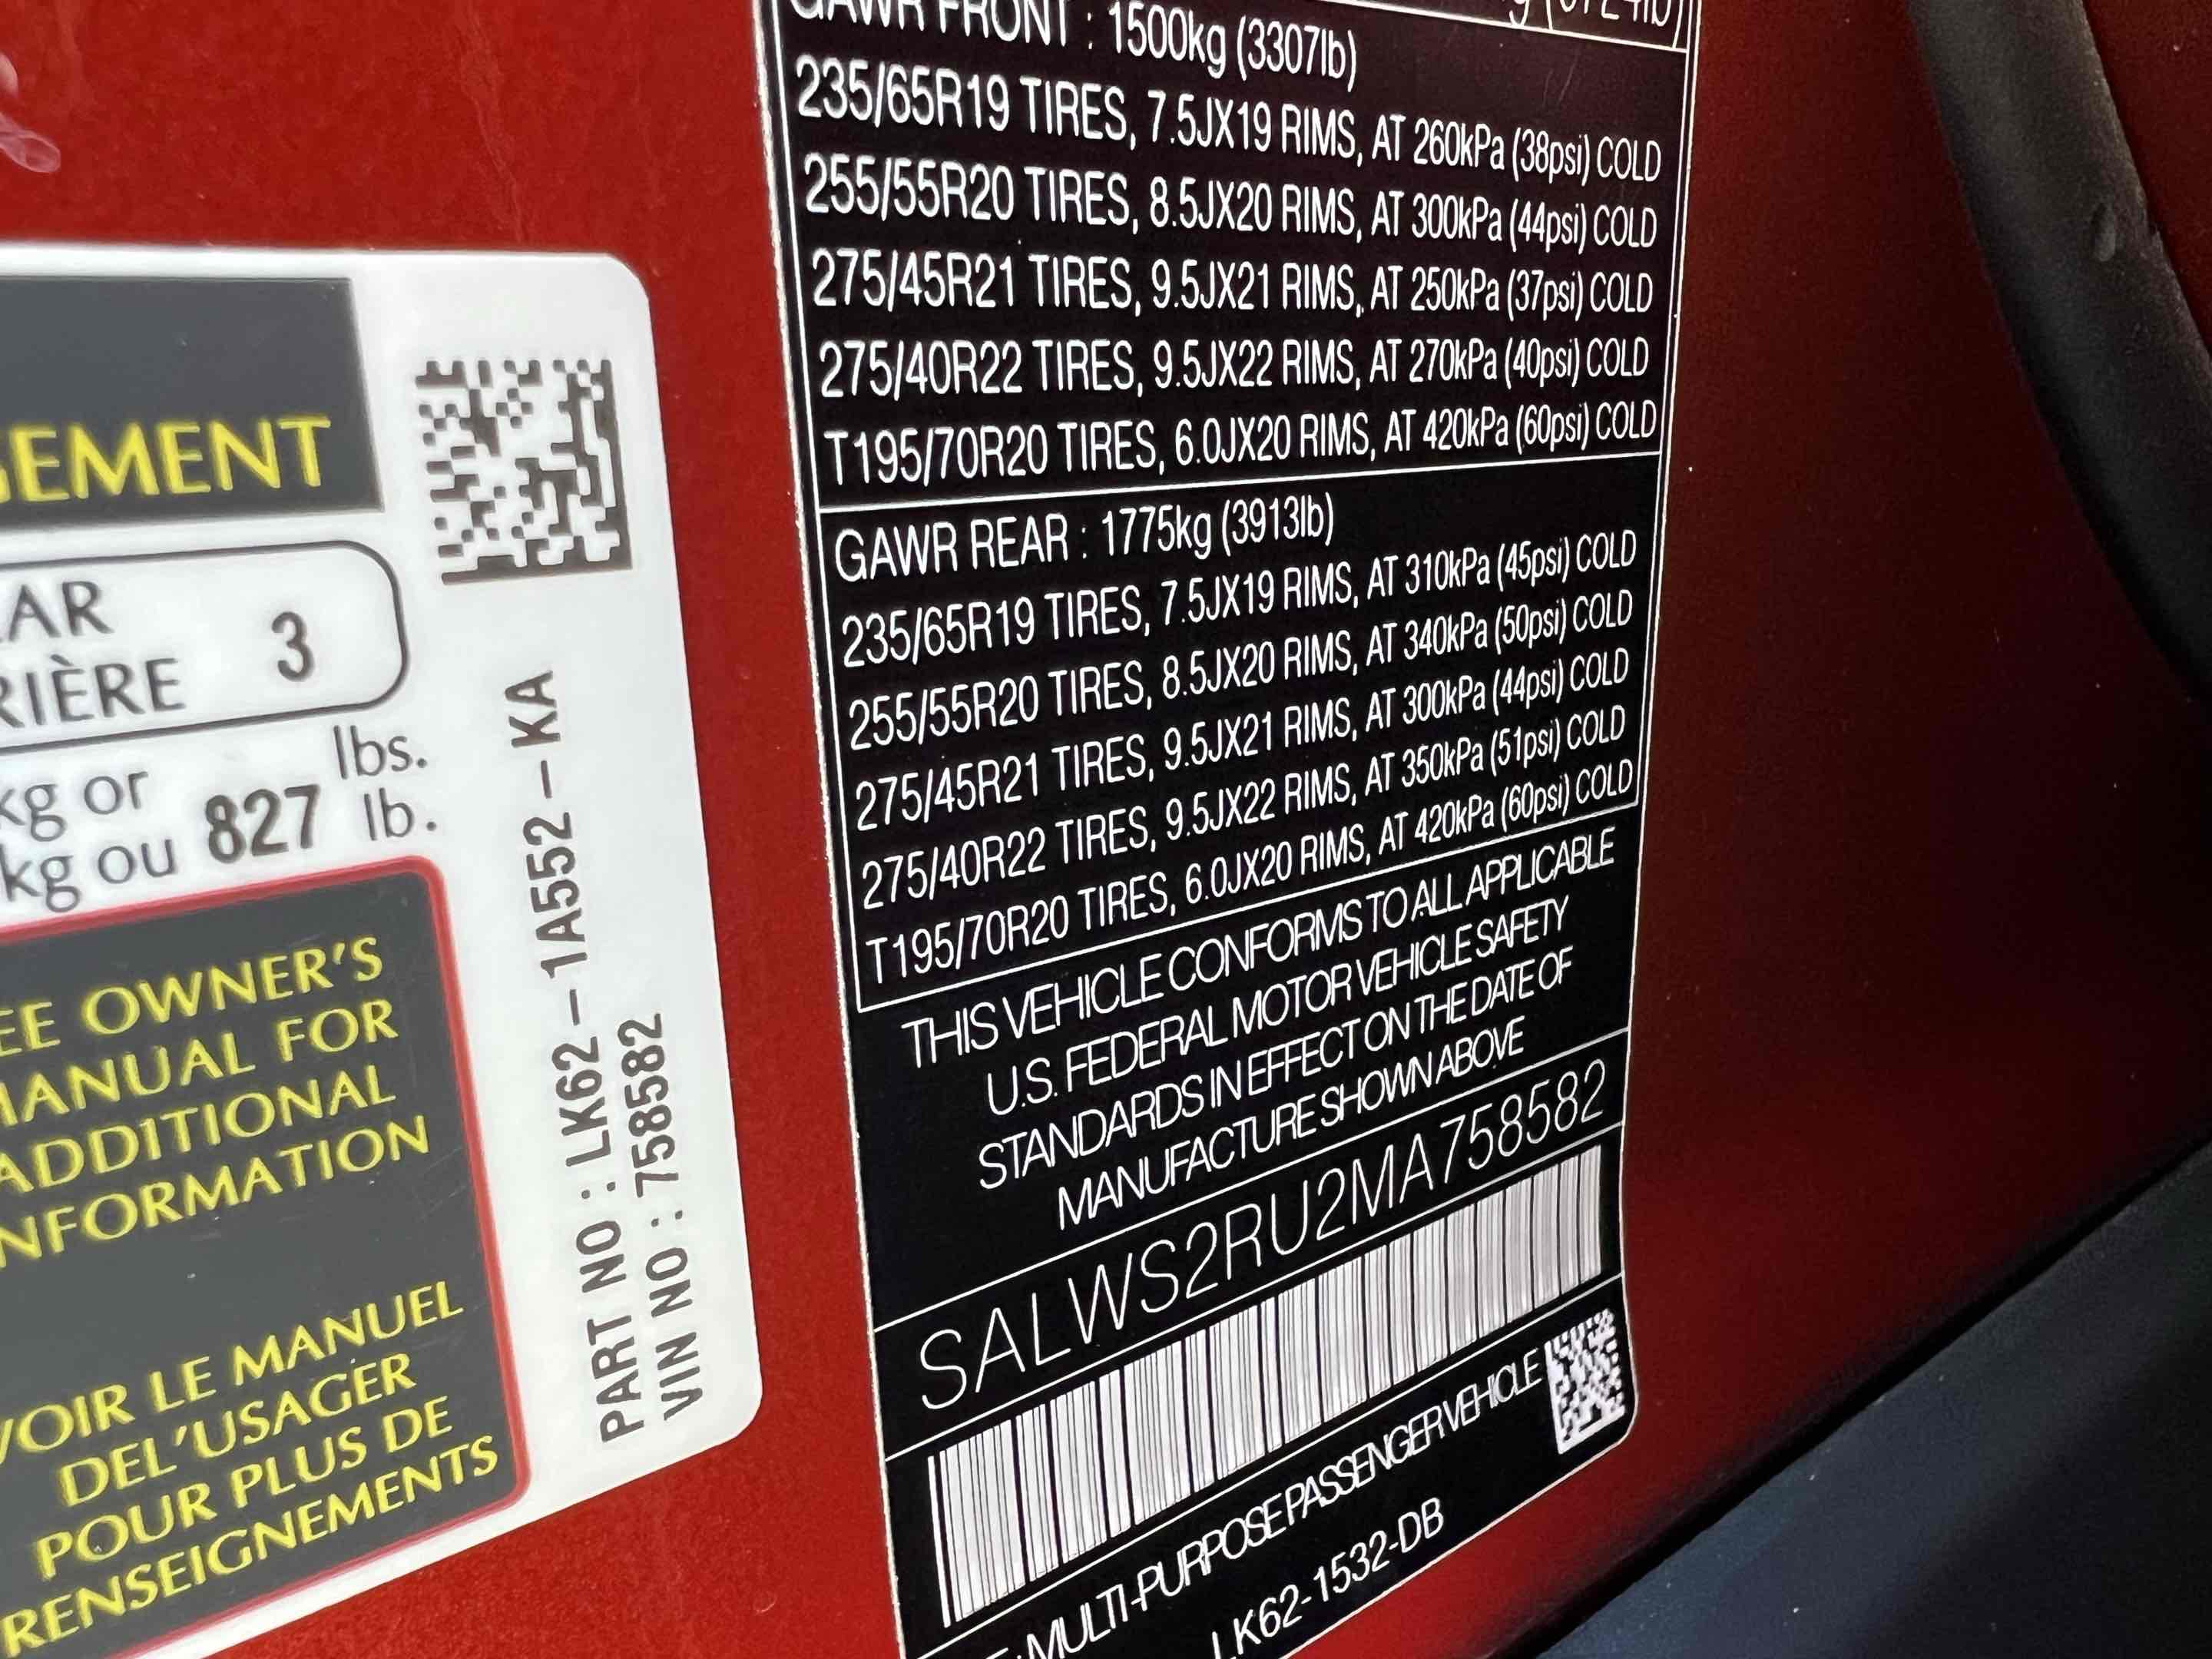 GEMENT
AR
RIÈRE 3
kg or lbs.
kg ou 827 lb.
EE OWNER'S
MANUAL FOR
ADDITIONAL
NFORMATION
VOIR LE MANUEL
DEL'USAGER
POUR PLUS DE
RENSEIGNEMENTS
PART NO : LK62-1A552-KA
VIN NO : 758582
GAWR FRONT : 1500kg (3307lb)
235/65R19 TIRES, 7.5JX19 RIMS, AT 260kPa (38psi) COLD
255/55R20 TIRES, 8.5JX20 RIMS, AT 300kPa (44psi) COLD
275/45R21 TIRES, 9.5JX21 RIMS, AT 250kPa (37psi) COLD
275/40R22 TIRES, 9.5JX22 RIMS, AT 270kPa (40psi) COLD
T195/70R20 TIRES, 6.0JX20 RIMS, AT 420kPa (60psi) COLD
GAWR REAR : 1775kg (3913lb)
235/65R19 TIRES, 7.5JX19 RIMS, AT 310kPa (45psi) COLD
255/55R20 TIRES, 8.5JX20 RIMS, AT 340kPa (50psi) COLD
275/45R21 TIRES, 9.5JX21 RIMS, AT 300kPa (44psi) COLD
275/40R22 TIRES, 9.5JX22 RIMS, AT 350kPa (51psi) COLD
T195/70R20 TIRES, 6.0JX20 RIMS, AT 420kPa (60psi) COLD
THIS VEHICLE CONFORMS TO ALL APPLICABLE
U.S. FEDERAL MOTOR VEHICLE SAFETY
STANDARDS IN EFFECT ON THE DATE OF
MANUFACTURE SHOWN ABOVE
SALWS2RU2MA758582
: MULTI-PURPOSE PASSENGER VEHICLE
LK62-1532-DB